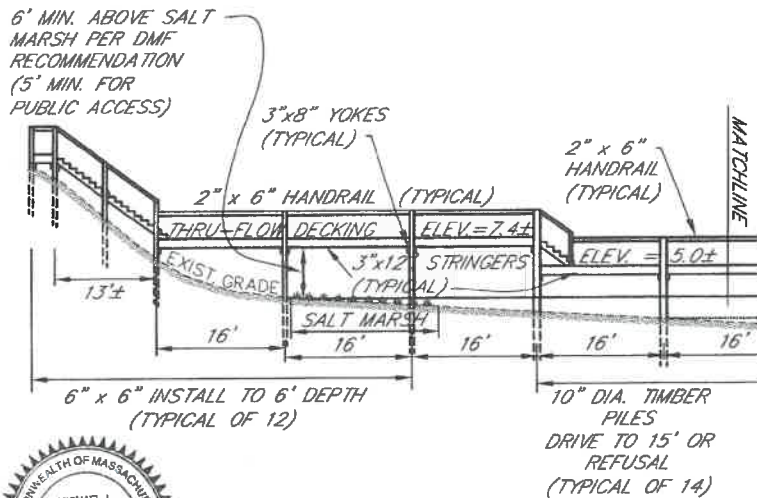 6' MIN. ABOVE SALT
MARSH PER DMF
RECOMMENDATION
(5' MIN. FOR
PUBLIC ACCESS)
3"x8" YOKES
(TYPICAL)
2" x 6"
HANDRAIL
(TYPICAL)
MATCHLINE
2" x 6" HANDRAIL (TYPICAL)
THRU-FLOW DECKING ELEV.=7.4±
EXIST GRADE
3"x12" STRINGERS
(TYPICAL)
ELEV. = 5.0±
13'±
SALT MARSH
16'
16'
16'
16'
16'
6" x 6" INSTALL TO 6' DEPTH
(TYPICAL OF 12)
10" DIA. TIMBER
PILES
DRIVE TO 15' OR
REFUSAL
(TYPICAL OF 14)